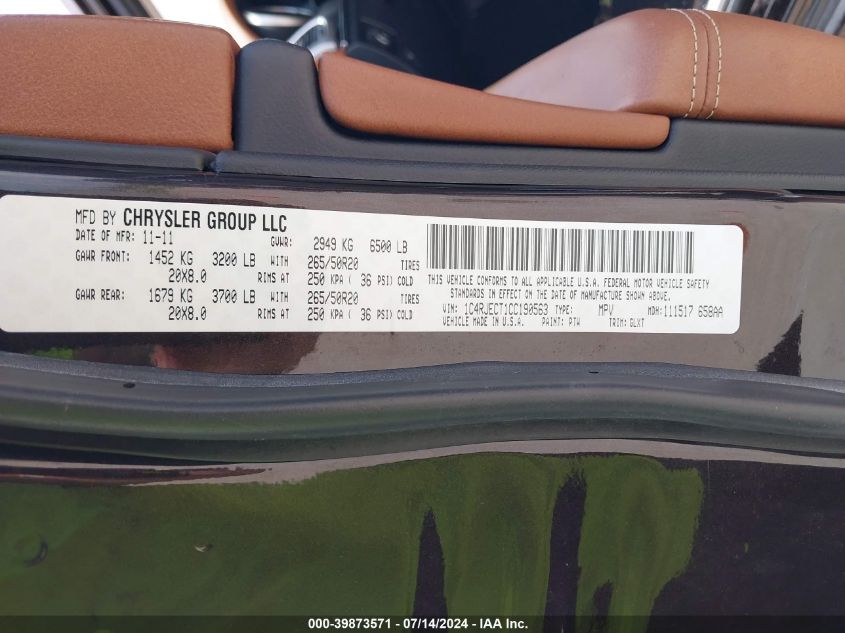 MFD BY CHRYSLER GROUP LLC
DATE OF MFR: 11-11 GVWR: 2949 KG 6500 LB
GAWR FRONT: 1452 KG 3200 LB WITH 265/50R20 TIRES
20X8.0 RIMS AT 250 KPA ( 36 PSI) COLD
GAWR REAR: 1679 KG 3700 LB WITH 265/50R20 TIRES
20X8.0 RIMS AT 250 KPA ( 36 PSI) COLD
THIS VEHICLE CONFORMS TO ALL APPLICABLE U.S.A. FEDERAL MOTOR VEHICLE SAFETY
STANDARDS IN EFFECT ON THE DATE OF MANUFACTURE SHOWN ABOVE.
VIN: 1C4RJECT1CC190563 TYPE: MPV MDH: 111517 658AA
VEHICLE MADE IN U.S.A. PAINT: PTW TRIM: GLXT
000-39873571 - 07/14/2024 - IAEC - IAA